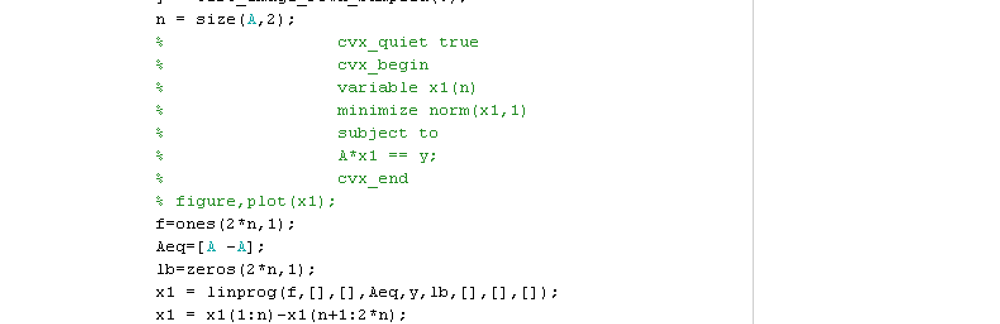 n = size(A,2);
%                 cvx_quiet true
%                 cvx_begin
%                 variable x1(n)
%                 minimize norm(x1,1)
%                 subject to
%                 A*x1 == y;
%                 cvx_end
% figure,plot(x1);
f=ones(2*n,1);
Aeq=[A -A];
lb=zeros(2*n,1);
x1 = linprog(f,[],[],Aeq,y,lb,[],[],[]);
x1 = x1(1:n)-x1(n+1:2*n);